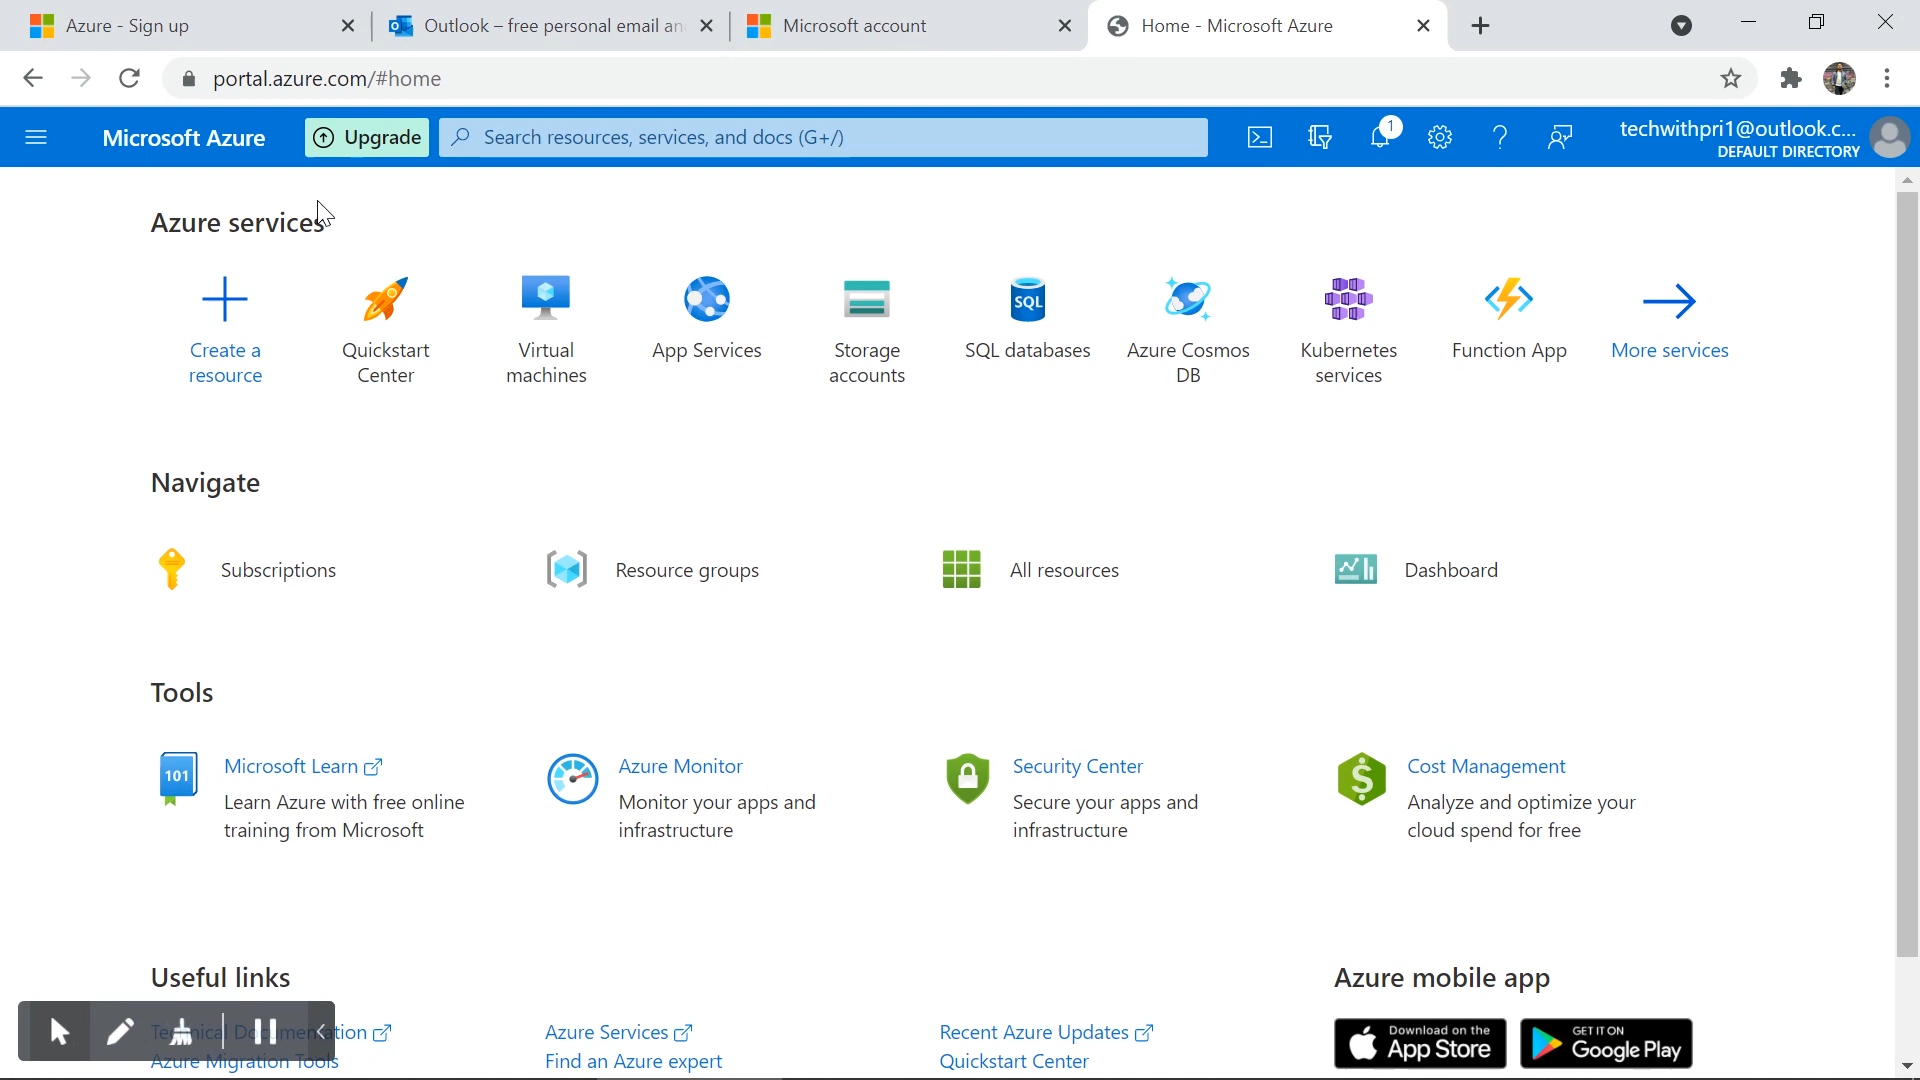 Azure - Sign up
Outlook – free personal email an
Microsoft account
Home - Microsoft Azure
portal.azure.com/#home
Microsoft Azure
Upgrade
Search resources, services, and docs (G+/)
1
techwithpri1@outlook.c...
DEFAULT DIRECTORY
Azure services
Create a
resource
Quickstart
Center
Virtual
machines
App Services
Storage
accounts
SQL
SQL databases
Azure Cosmos
DB
Kubernetes
services
Function App
More services
Navigate
Subscriptions
Resource groups
All resources
Dashboard
Tools
101
Microsoft Learn
Learn Azure with free online
training from Microsoft
Azure Monitor
Monitor your apps and
infrastructure
Security Center
Secure your apps and
infrastructure
$
Cost Management
Analyze and optimize your
cloud spend for free
Useful links
Technical Documentation
Azure Migration Tools
Azure Services
Find an Azure expert
Recent Azure Updates
Quickstart Center
Azure mobile app
Download on the
App Store
GET IT ON
Google Play